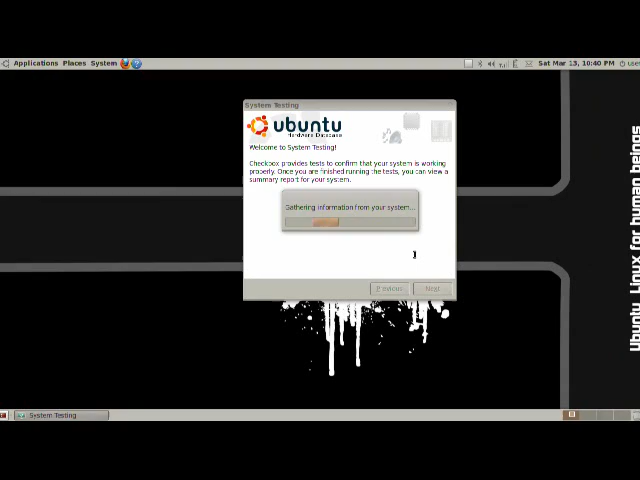 Applications Places System
Sat Mar 13, 10:40 PM
System Testing
ubuntu
Hardware Database
Welcome to System Testing!
Checkbox provides tests to confirm that your system is working
properly. Once you are finished running the tests, you can view a
summary report for your system.
Gathering information from your system...
Previous
Next
Ubuntu, Linux for human beings
System Testing